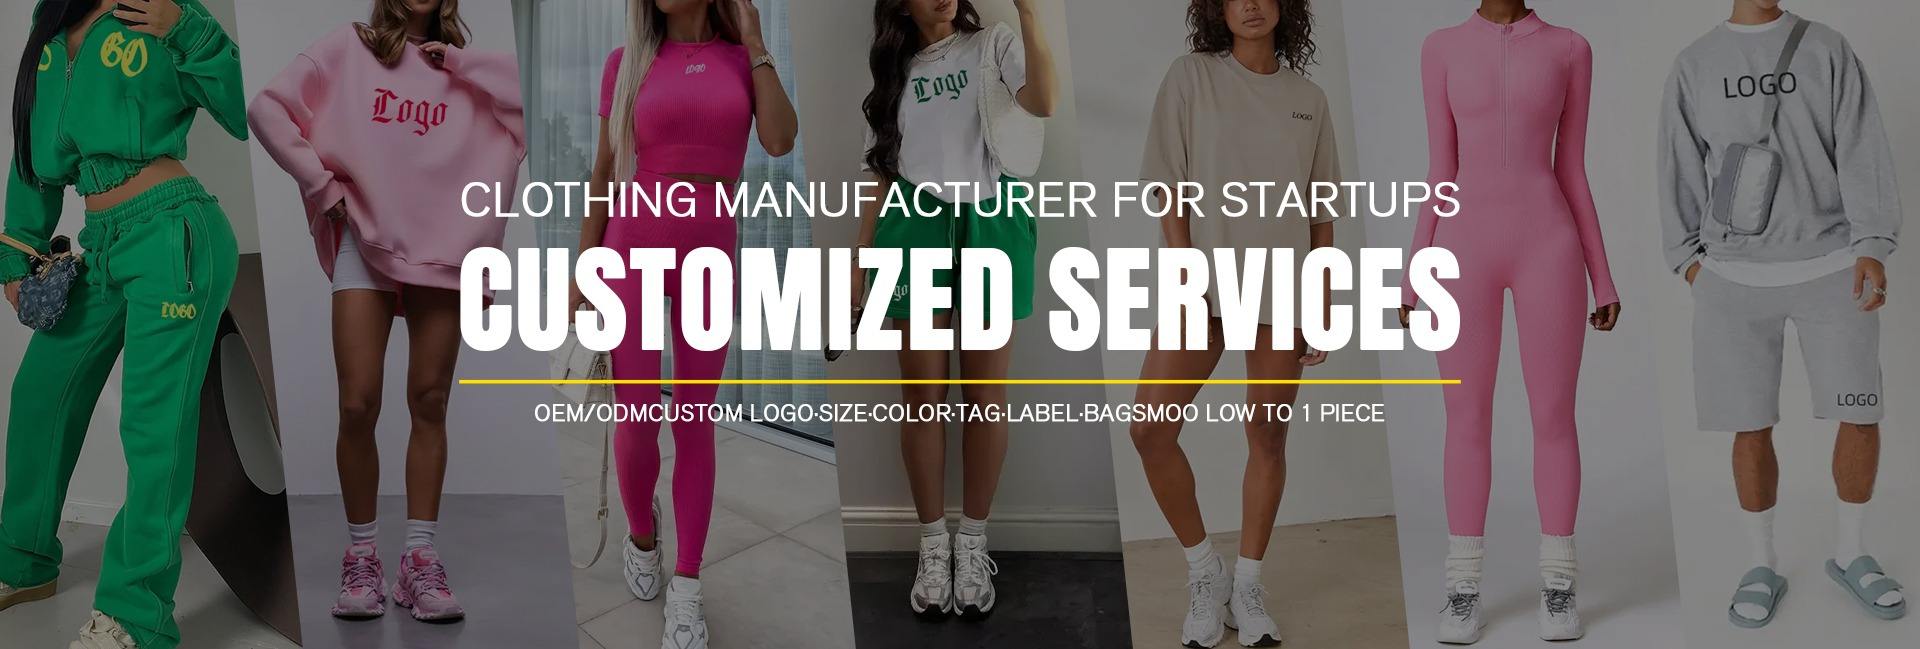 GO
Logo
LOGO
Logo
LOGO
LOGO
CLOTHING MANUFACTURER FOR STARTUPS
CUSTOMIZED SERVICES
LOGO
go
LOGO
OEM/ODMCUSTOM LOGO·SIZE·COLOR·TAG·LABEL·BAGSMOO LOW TO 1 PIECE